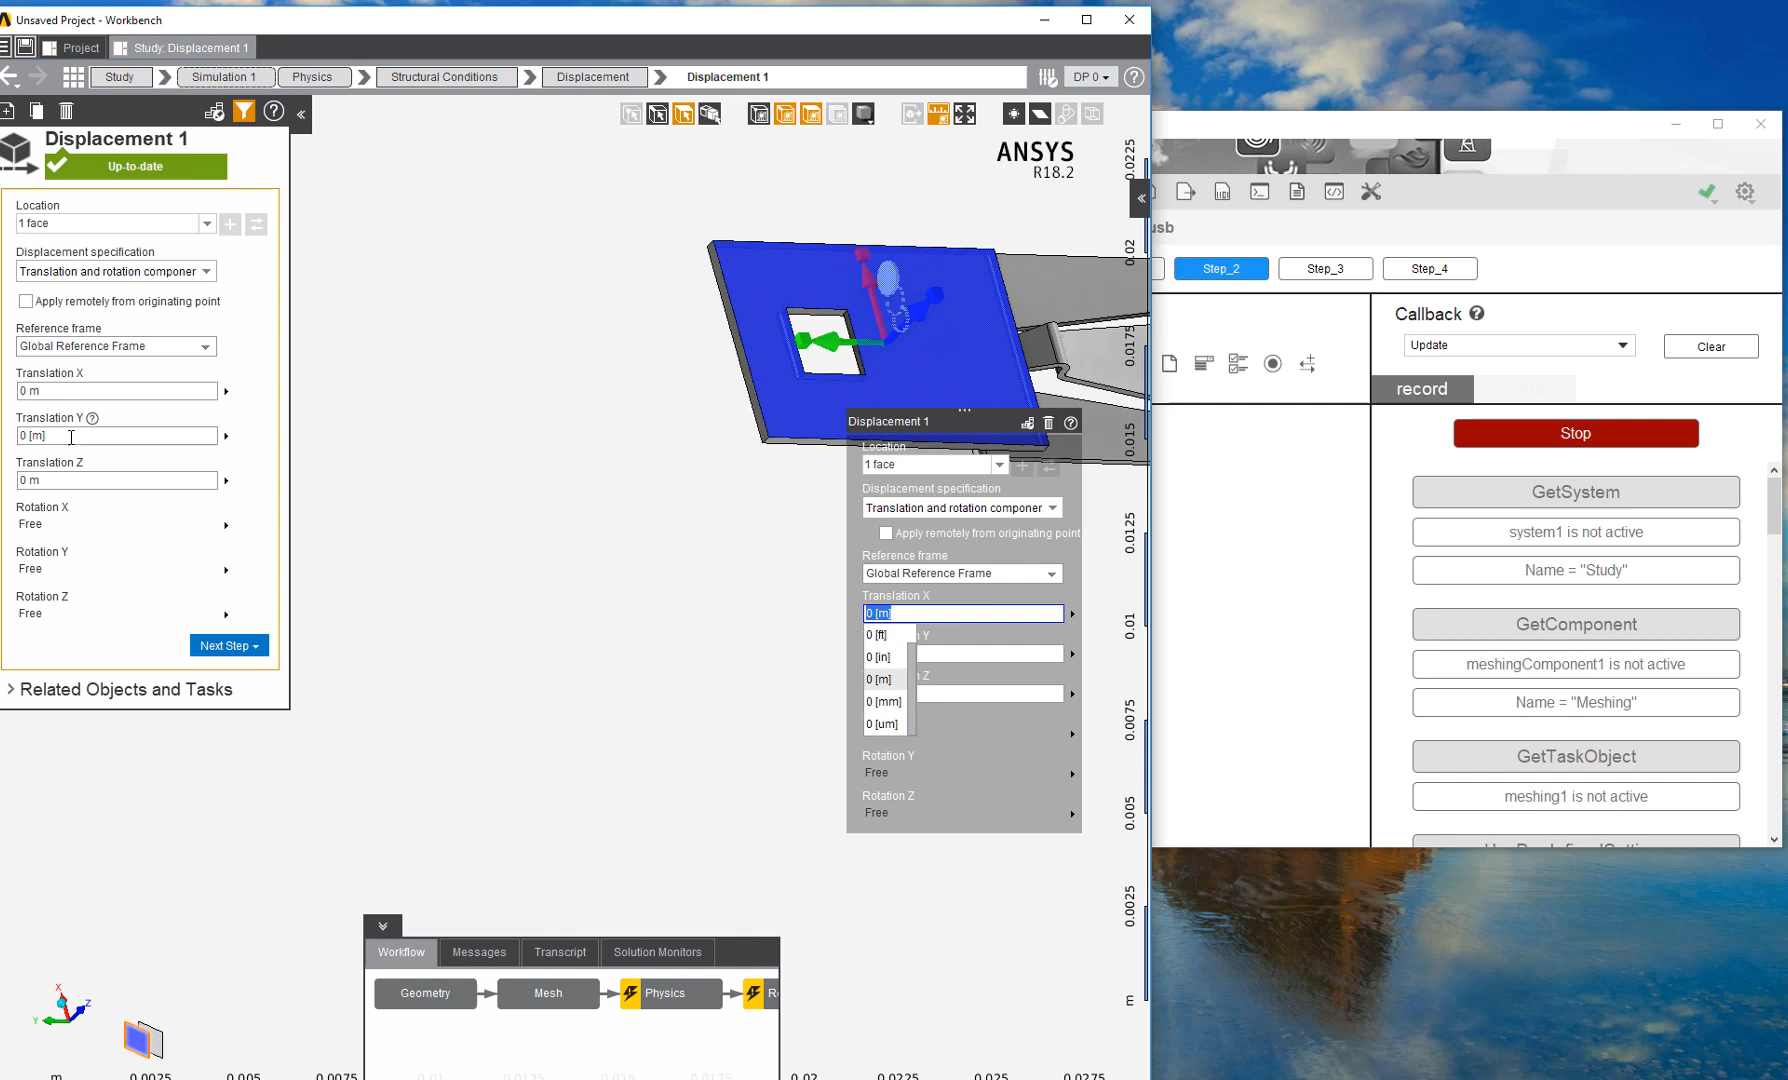 Unsaved Project - Workbench
Project
Study: Displacement 1
Study
Simulation 1
Physics
Structural Conditions
Displacement
Displacement 1
DP 0
Displacement 1
Up-to-date
Location
1 face
Displacement specification
Translation and rotation componer
Apply remotely from originating point
Reference frame
Global Reference Frame
Translation X
0 m
Translation Y
0 [m]
Translation Z
0 m
Rotation X
Free
Rotation Y
Free
Rotation Z
Free
Next Step
Related Objects and Tasks
ANSYS
R18.2
Displacement 1
Location
1 face
Displacement specification
Translation and rotation componer
Apply remotely from originating point
Reference frame
Global Reference Frame
Translation X
0 [m]
0 [ft]
0 [in]
0 [m]
0 [mm]
0 [um]
Y
Z
Rotation Y
Free
Rotation Z
Free
0.0225
0.02
0.0175
0.015
0.0125
0.01
0.0075
0.005
0.0025
m
X
Y
Z
m
0.0025
0.005
0.0075
0.01
0.0125
0.015
0.0175
0.02
0.0225
0.025
0.0275
Workflow
Messages
Transcript
Solution Monitors
Geometry
Mesh
Physics
R
usb
Step_2
Step_3
Step_4
Callback
Update
Clear
record
Stop
GetSystem
system1 is not active
Name = "Study"
GetComponent
meshingComponent1 is not active
Name = "Meshing"
GetTaskObject
meshing1 is not active